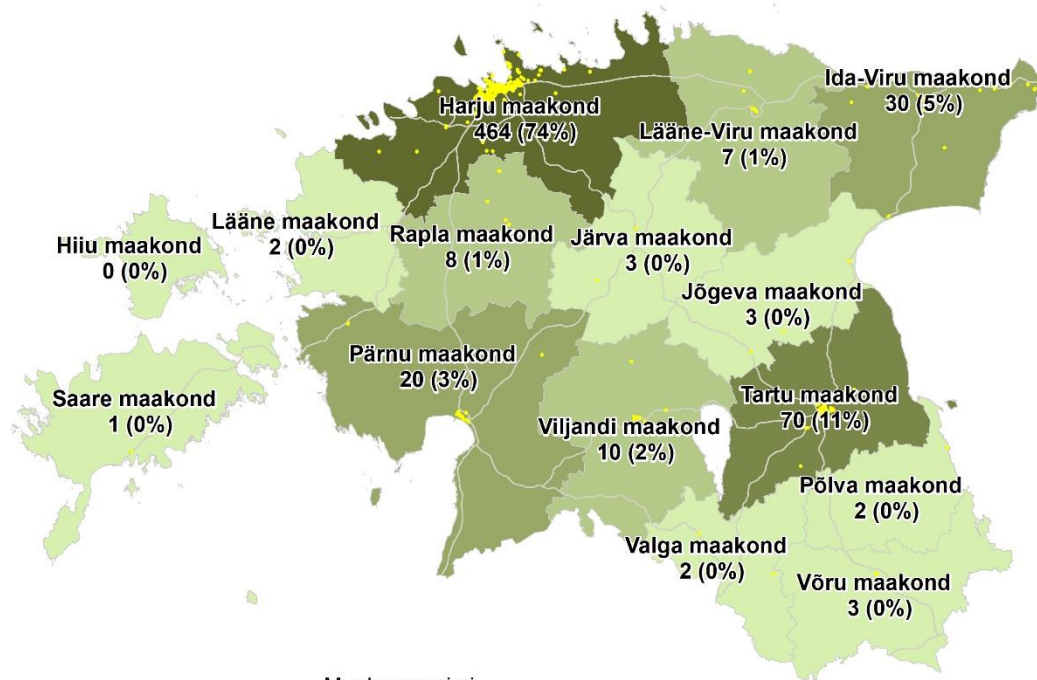 Ida-Viru maakond
30 (5%)
Harju maakond
464 (74%)
Lääne-Viru maakond
7 (1%)
Lääne maakond
2 (0%)
Hiiu maakond
0 (0%)
Rapla maakond
8 (1%)
Järva maakond
3 (0%)
Jõgeva maakond
3 (0%)
Pärnu maakond
20 (3%)
Saare maakond
1 (0%)
Tartu maakond
70 (11%)
Viljandi maakond
10 (2%)
Põlva maakond
2 (0%)
Valga maakond
2 (0%)
Võru maakond
3 (0%)